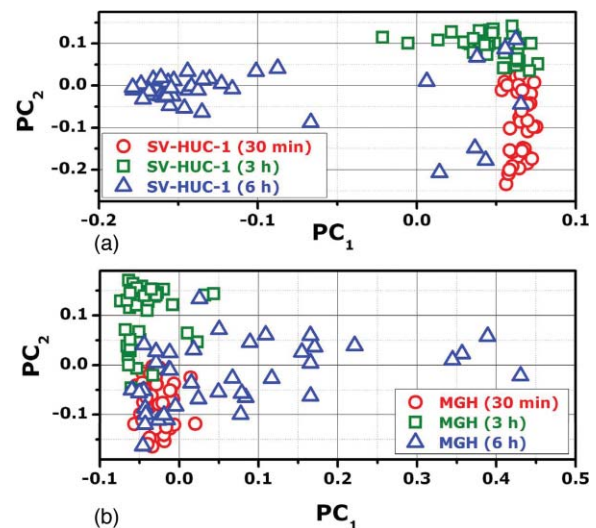 0.1
0.0
-0.1
-0.2
PC2
SV-HUC-1 (30 min)
SV-HUC-1 (3 h)
SV-HUC-1 (6 h)
-0.2 -0.1 0.0 0.1
(a) PC1
0.1
0.0
-0.1
PC2
MGH (30 min)
MGH (3 h)
MGH (6 h)
-0.1 0.0 0.1 0.2 0.3 0.4 0.5
(b) PC1